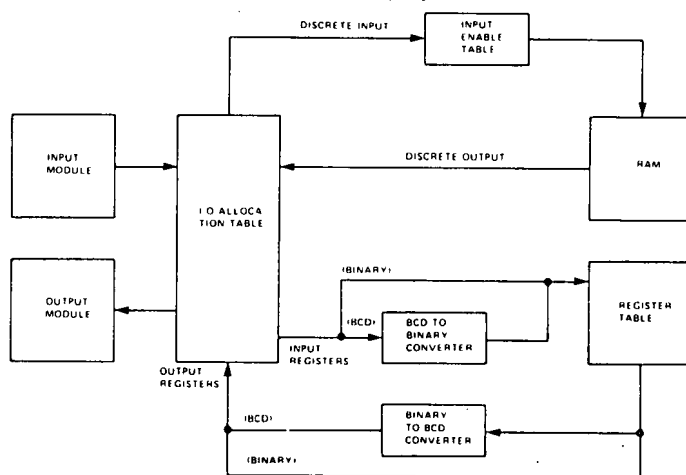 DISCRETE INPUT
INPUT
ENABLE
TABLE
INPUT
MODULE
DISCRETE OUTPUT
RAM
I O ALLOCA
TION TABLE
OUTPUT
MODULE
(BINARY)
REGISTER
TABLE
(BCD)
BCD TO
BINARY
CONVERTER
INPUT
REGISTERS
OUTPUT
REGISTERS
(BCD)
BINARY
TO BCD
CONVERTER
(BINARY)